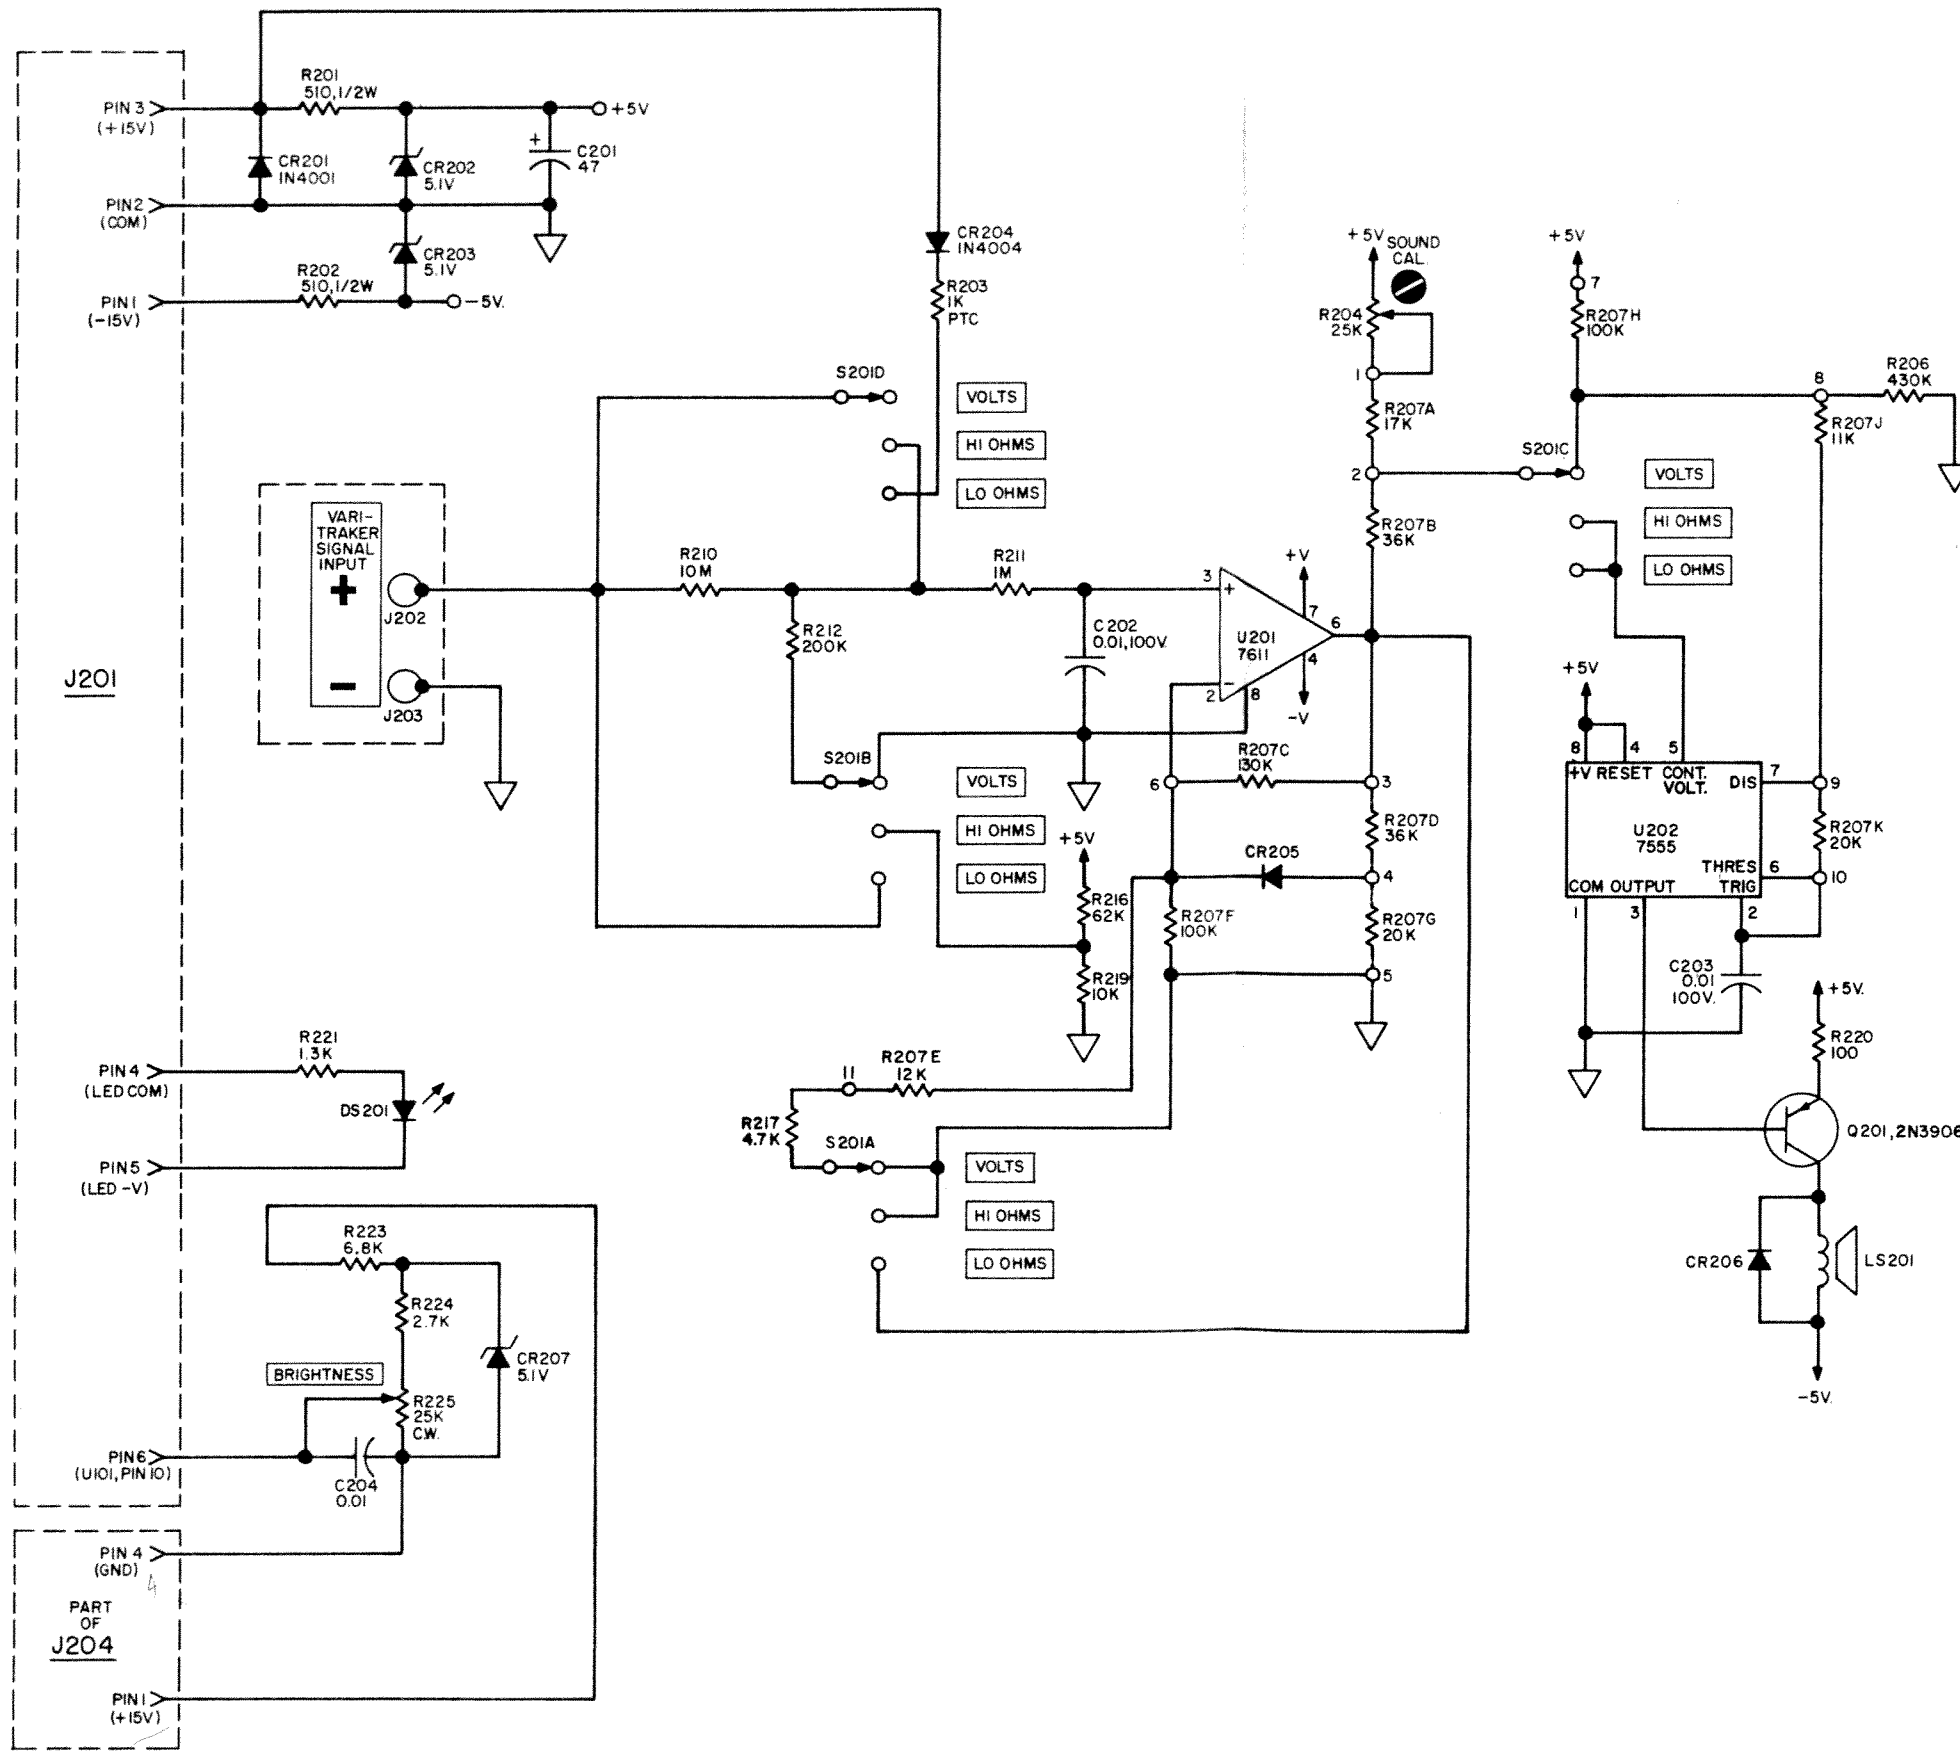 R201
510,1/2W
PIN 3
(+15V)
+5V
+
C201
47
CR201
1N4001
CR202
5.1V
PIN2
(COM)
CR203
5.1V
R202
510,1/2W
PIN1
(-15V)
-5V.
CR204
1N4004
R203
1K
PTC
+5V
SOUND
CAL.
R204
25K
1
R207A
17K
2
R207B
36K
+5V
7
R207H
100K
8
R206
430K
R207J
11K
S201C
VOLTS
HI OHMS
LO OHMS
S201D
VOLTS
HI OHMS
LO OHMS
VARI-
TRAKER
SIGNAL
INPUT
+
-
J202
J203
J201
R210
10M
R211
1M
R212
200K
C202
0.01,100V.
3
+
U201
7611
+V
7
6
4
-V
2
-
8
S201B
VOLTS
HI OHMS
LO OHMS
R207C
130K
6
3
R207D
36K
CR205
4
+5V
R216
62K
R207F
100K
R207G
20K
R219
10K
5
+5V
8
4
5
+V RESET
CONT.
VOLT.
DIS
7
9
U202
7555
R207K
20K
THRES
6
10
COM OUTPUT
TRIG
1
3
2
C203
0.01
100V.
+5V.
R220
100
Q201,2N3906
CR206
LS201
-5V.
R207E
12K
11
R217
4.7K
S201A
VOLTS
HI OHMS
LO OHMS
R221
1.3K
PIN 4
(LED COM)
DS201
PIN5
(LED -V)
R223
6.8K
R224
2.7K
CR207
5.1V
BRIGHTNESS
R225
25K
C.W.
PIN6
(U101,PIN 10)
C204
0.01
PIN 4
(GND)
4
PART
OF
J204
PIN1
(+15V)